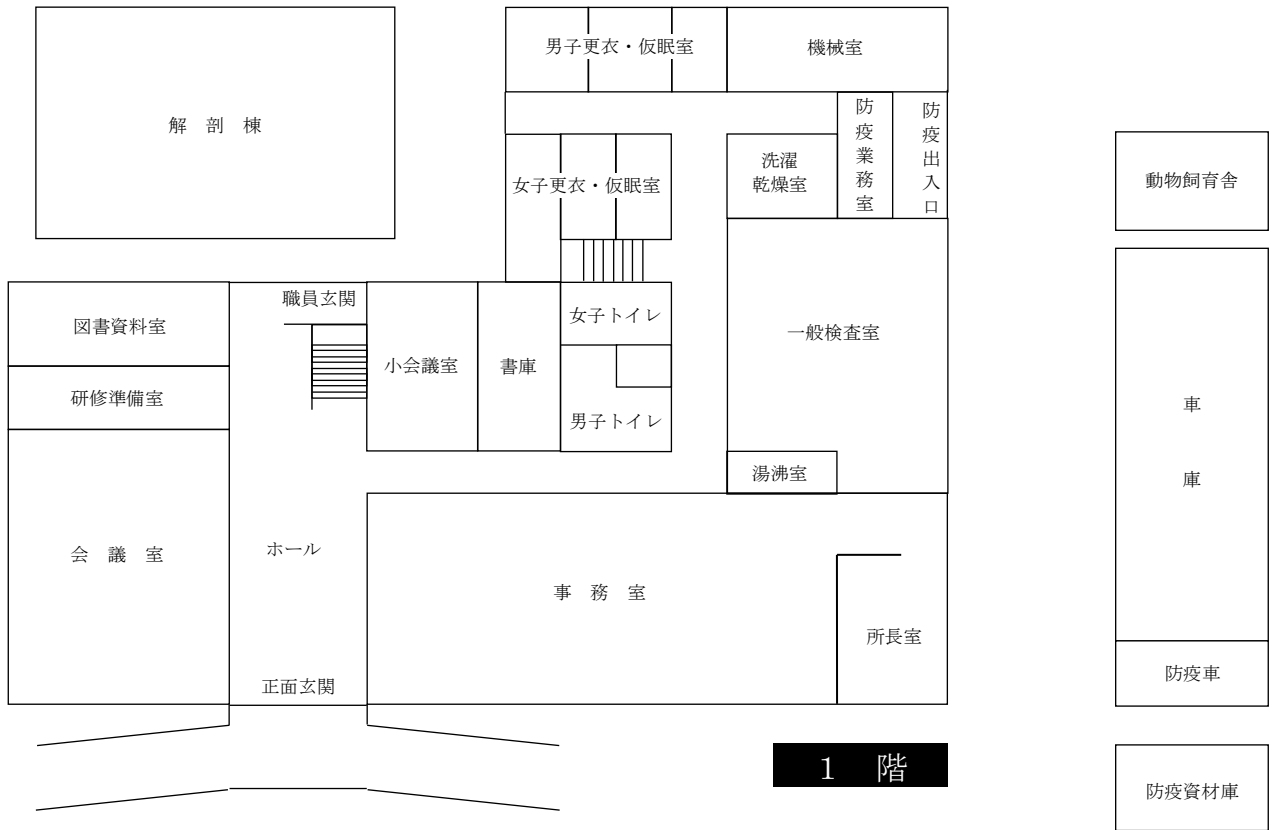 男子更衣・仮眠室
機械室
解 剖 棟
防疫業務室
防疫出入口
洗濯
乾燥室
女子更衣・仮眠室
動物飼育舎
職員玄関
女子トイレ
図書資料室
一般検査室
小会議室
書庫
研修準備室
男子トイレ
車庫
湯沸室
会 議 室
ホール
事 務 室
所長室
正面玄関
防疫車
1 階
防疫資材庫